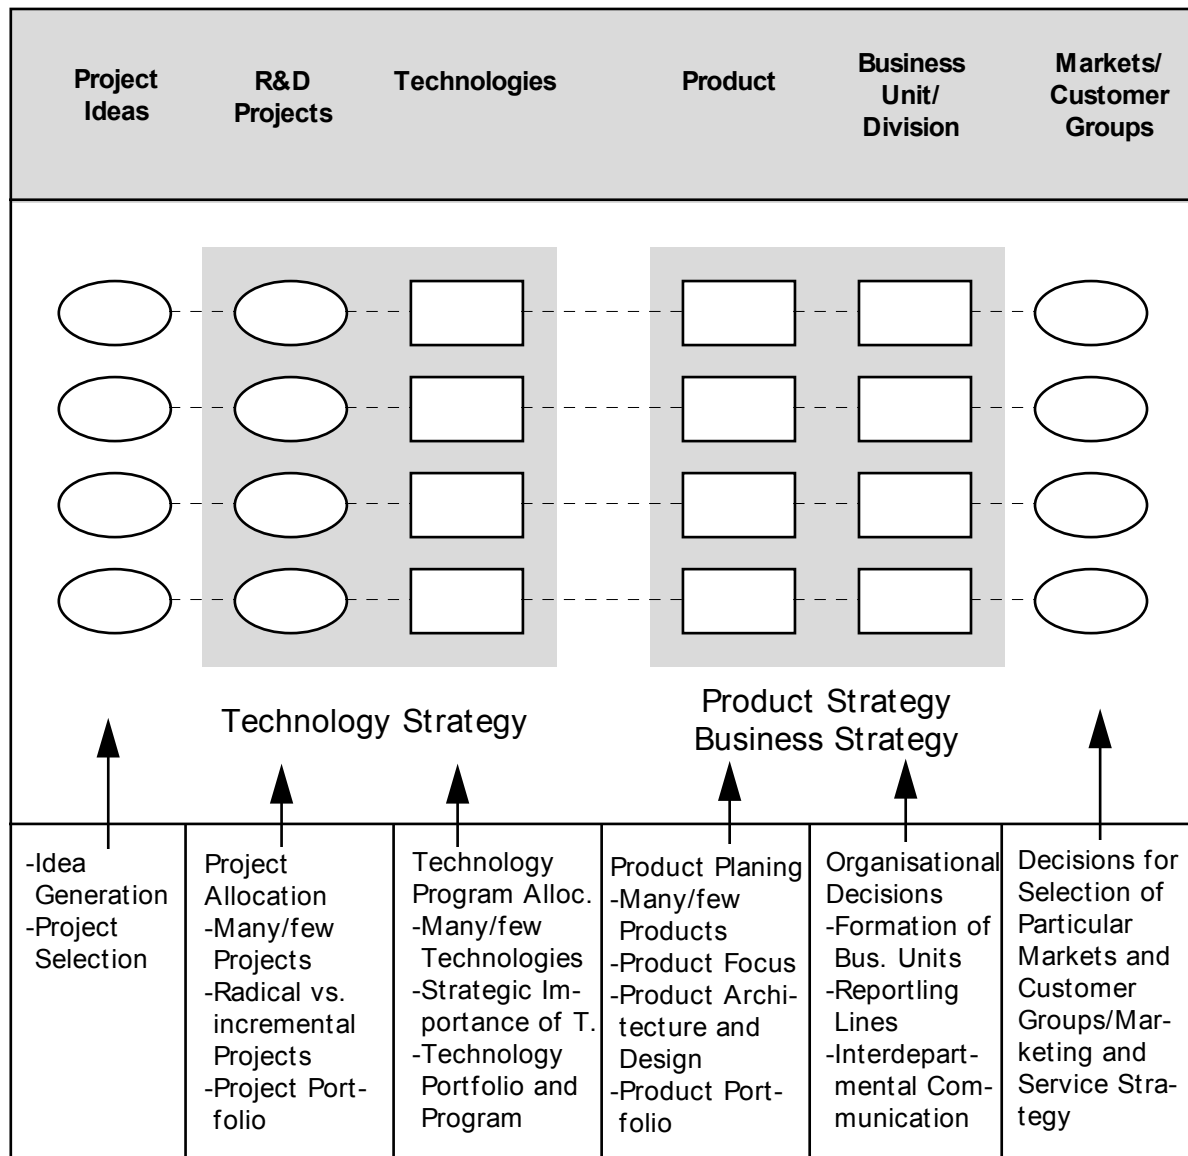 Project
Ideas
R&D
Projects
Technologies
Product
Business
Unit/
Division
Markets/
Customer
Groups
Technology Strategy
Product Strategy
Business Strategy
-Idea
Generation
-Project
Selection
Project
Allocation
-Many/few
Projects
-Radical vs.
incremental
Projects
-Project Port-
folio
Technology
Program Alloc.
-Many/few
Technologies
-Strategic Im-
portance of T.
-Technology
Portfolio and
Program
Product Planing
-Many/few
Products
-Product Focus
-Product Archi-
tecture and
Design
-Product Port-
folio
Organisational
Decisions
-Formation of
Bus. Units
-Reportling
Lines
-Interdepart-
mental Com-
munication
Decisions for
Selection of
Particular
Markets and
Customer
Groups/Mar-
keting and
Service Stra-
tegy